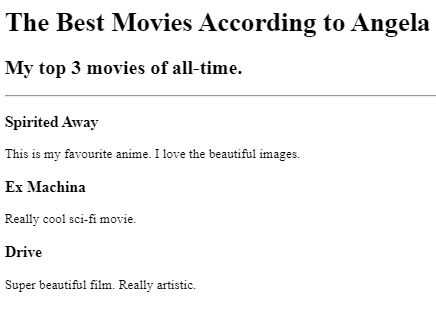 The Best Movies According to Angela
My top 3 movies of all-time.
Spirited Away
This is my favourite anime. I love the beautiful images.
Ex Machina
Really cool sci-fi movie.
Drive
Super beautiful film. Really artistic.